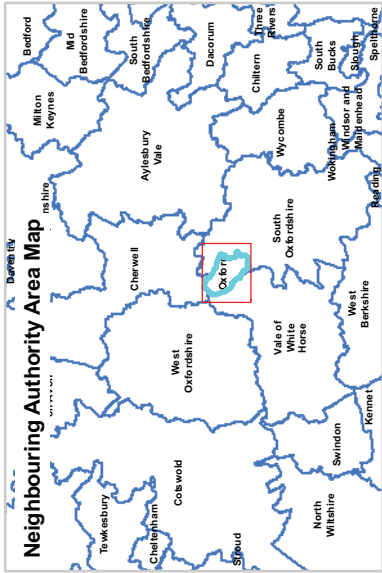 Neighbouring Authority Area Map
Daventry
nshire
Bedford
Mid
Bedfordshire
Milton
Keynes
South
Bedfordshire
Tewkesbury
Cherwell
Aylesbury
Vale
Cheltenham
Cotswold
West
Oxfordshire
Dacorum
Three
Rivers
Chiltern
Oxford
Stroud
Wycombe
South
Bucks
Slough
South
Oxfordshire
Vale of
White
Horse
North
Wiltshire
Swindon
Wokingham
Windsor and
Maidenhead
Spelthorne
Kennet
West
Berkshire
Reading